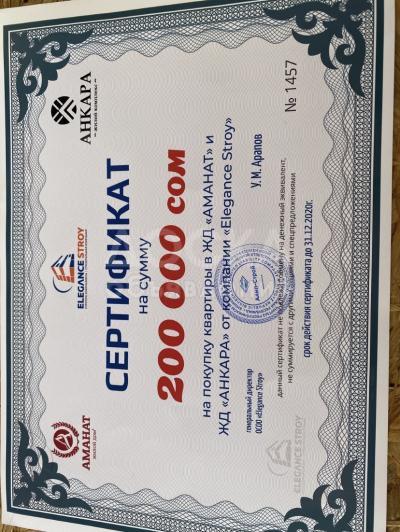 АМАНАТ
ЖИЛОЙ ДОМ
ELEGANCE STROY
АНКАРА
СЕРТИФИКАТ
на сумму
200 000 сом
на покупку квартиры в ЖД «АМАНАТ» и
ЖД «АНКАРА» от компании «Elegance Stroy»
генеральный директор
ОСОО «Elegance Stroy»
У. М. Арапов
данный сертификат не подлежит обмену на денежный эквивалент,
не суммируется с другими акциями и спецпредложениями
срок действия сертификата до 31.12.2020г.
ELEGANCE STROY
№ 1457